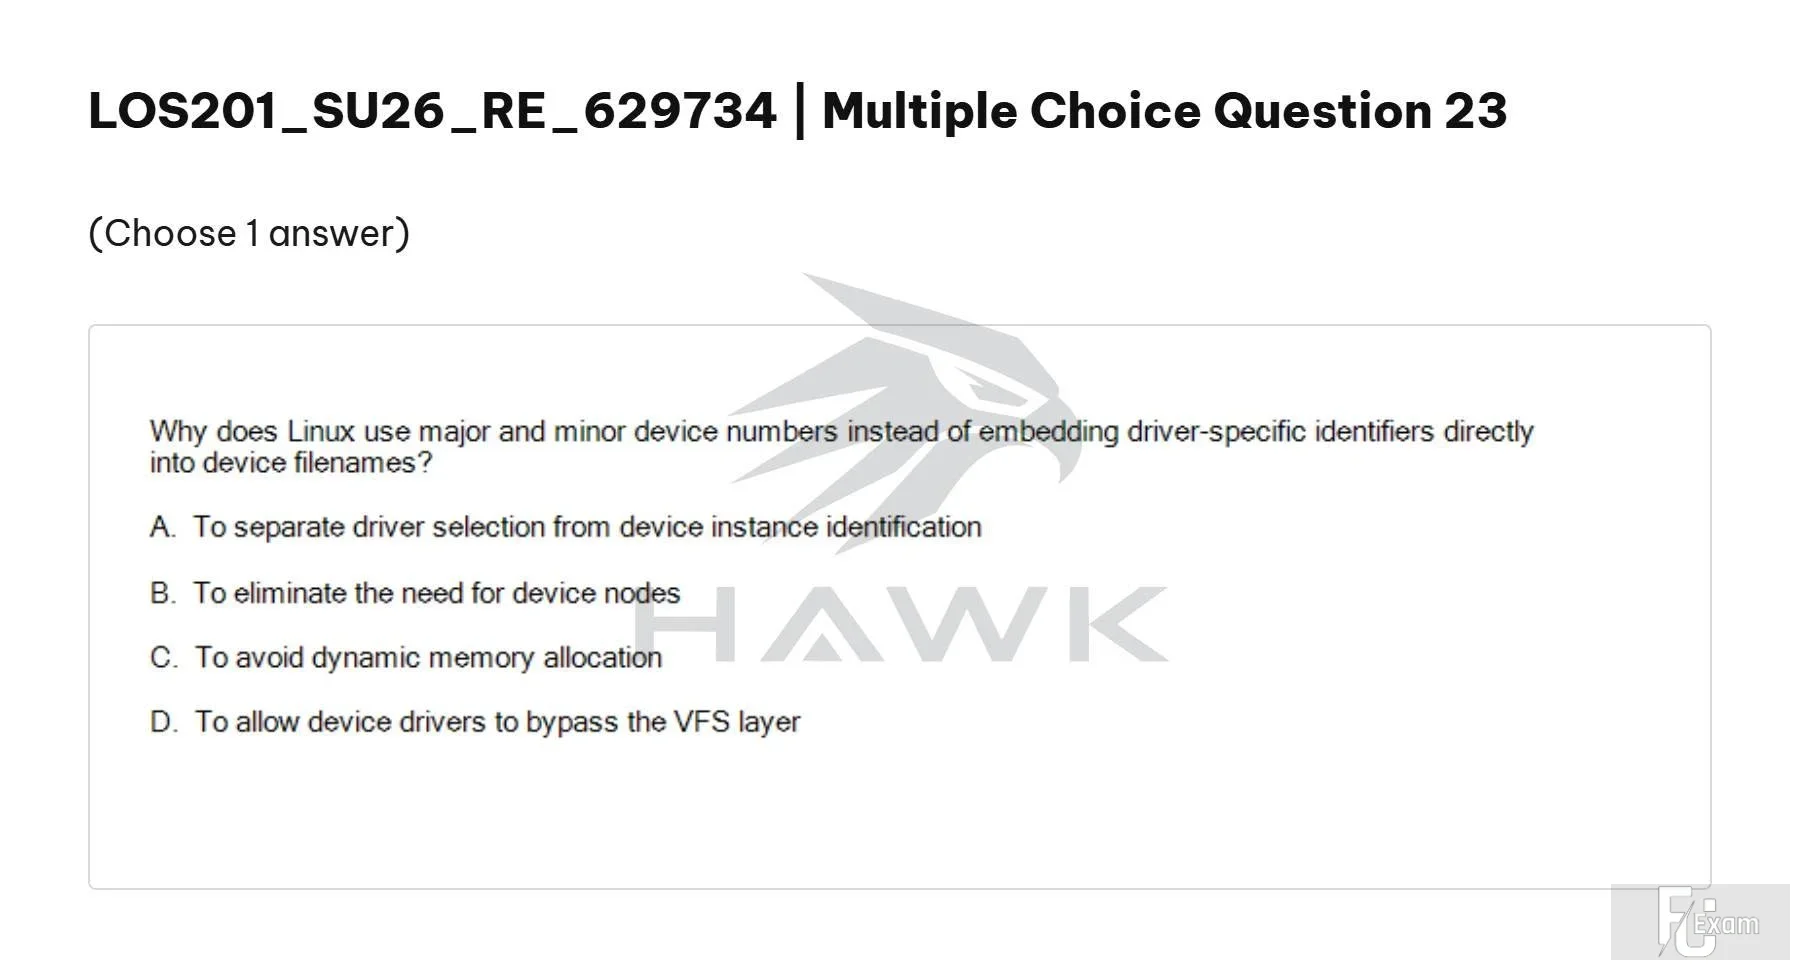 LOS201_SU26_RE_629734 | Multiple Choice Question 23
(Choose 1 answer)
Why does Linux use major and minor device numbers instead of embedding driver-specific identifiers directly
into device filenames?
A. To separate driver selection from device instance identification
B. To eliminate the need for device nodes
C. To avoid dynamic memory allocation
D. To allow device drivers to bypass the VFS layer
HAWK
FU Exam